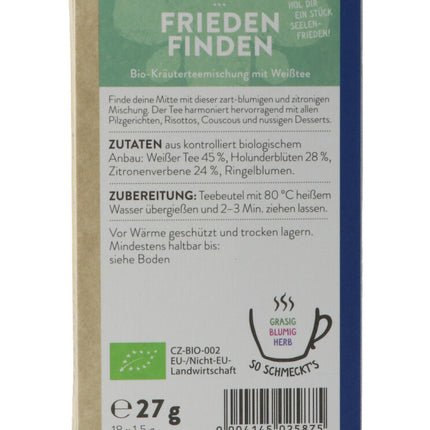 HOL DIR
EIN STÜCK
SEELEN-
FRIEDEN!
FRIEDEN
FINDEN
Bio-Kräuterteemischung mit Weißtee
Finde deine Mitte mit dieser zart-blumigen und zitronigen
Mischung. Der Tee harmoniert hervorragend mit allen
Pilzgerichten, Risottos, Couscous und nussigen Desserts.
ZUTATEN aus kontrolliert biologischem
Anbau: Weißer Tee 45 %, Holunderblüten 28 %,
Zitronenverbene 24 %, Ringelblumen.
ZUBEREITUNG: Teebeutel mit 80 °C heißem
Wasser übergießen und 2–3 Min. ziehen lassen.
Vor Wärme geschützt und trocken lagern.
Mindestens haltbar bis:
siehe Boden
GRASIG
BLUMIG
HERB
SO SCHMECKT'S
CZ-BIO-002
EU-/Nicht-EU-
Landwirtschaft
℮27 g
18 x 1,5 g